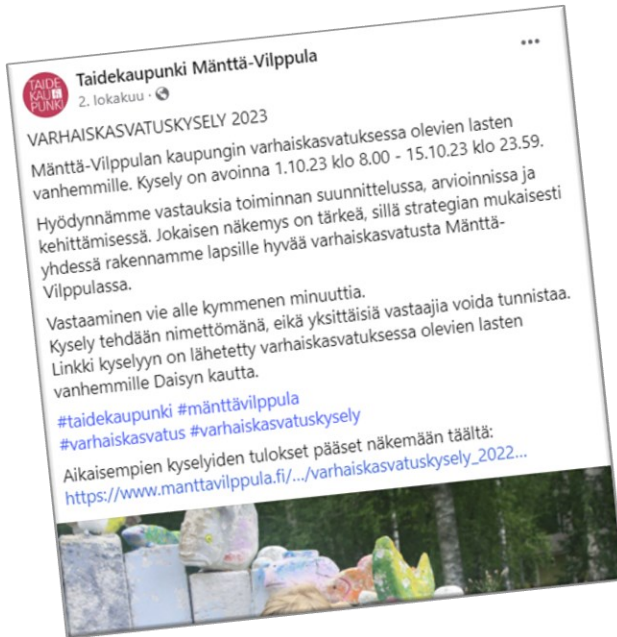 TAIDE
KAU
PUNKI
Taidekaupunki Mänttä-Vilppula
2. lokakuu ·
VARHAISKASVATUSKYSELY 2023
Mänttä-Vilppulan kaupungin varhaiskasvatuksessa olevien lasten
vanhemmille. Kysely on avoinna 1.10.23 klo 8.00 - 15.10.23 klo 23.59.
Hyödynnämme vastauksia toiminnan suunnittelussa, arvioinnissa ja
kehittämisessä. Jokaisen näkemys on tärkeä, sillä strategian mukaisesti
yhdessä rakennamme lapsille hyvää varhaiskasvatusta Mänttä-
Vilppulassa.
Vastaaminen vie alle kymmenen minuuttia.
Kysely tehdään nimettömänä, eikä yksittäisiä vastaajia voida tunnistaa.
Linkki kyselyyn on lähetetty varhaiskasvatuksessa olevien lasten
vanhemmille Daisyn kautta.
#taidekaupunki #mänttävilppula
#varhaiskasvatus #varhaiskasvatuskysely
Aikaisempien kyselyiden tulokset pääset näkemään täältä:
https://www.manttavilppula.fi/.../varhaiskasvatuskysely_2022...